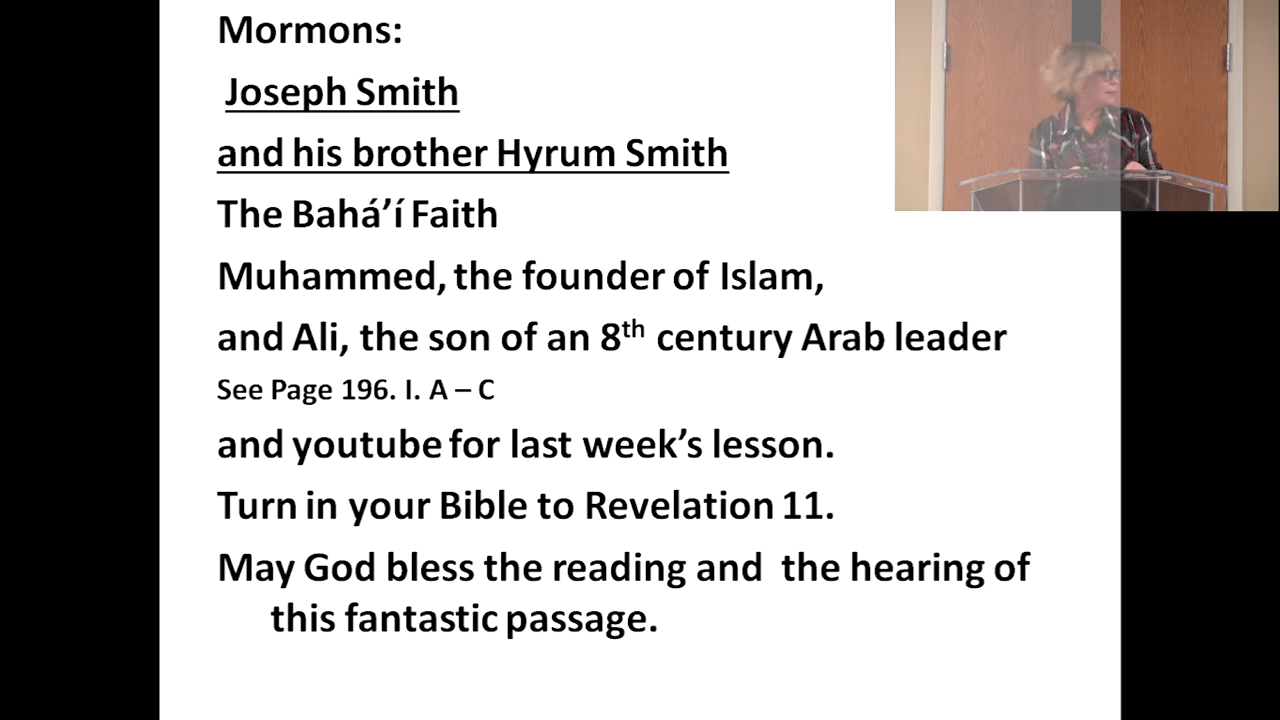 Mormons:
Joseph Smith
and his brother Hyrum Smith
The Bahá’í Faith
Muhammed, the founder of Islam,
and Ali, the son of an 8th century Arab leader
See Page 196. I. A – C
and youtube for last week’s lesson.
Turn in your Bible to Revelation 11.
May God bless the reading and  the hearing of
this fantastic passage.